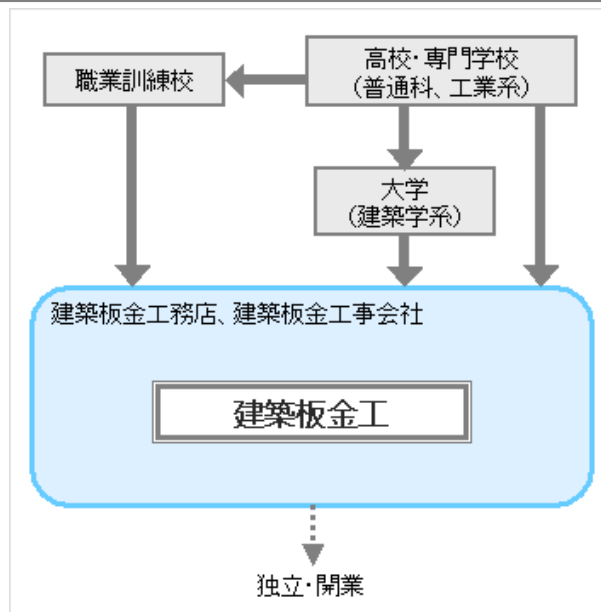 職業訓練校
高校・専門学校
（普通科、工業系）
大学
（建築学系）
建築板金工務店、建築板金工事会社
建築板金工
独立・開業